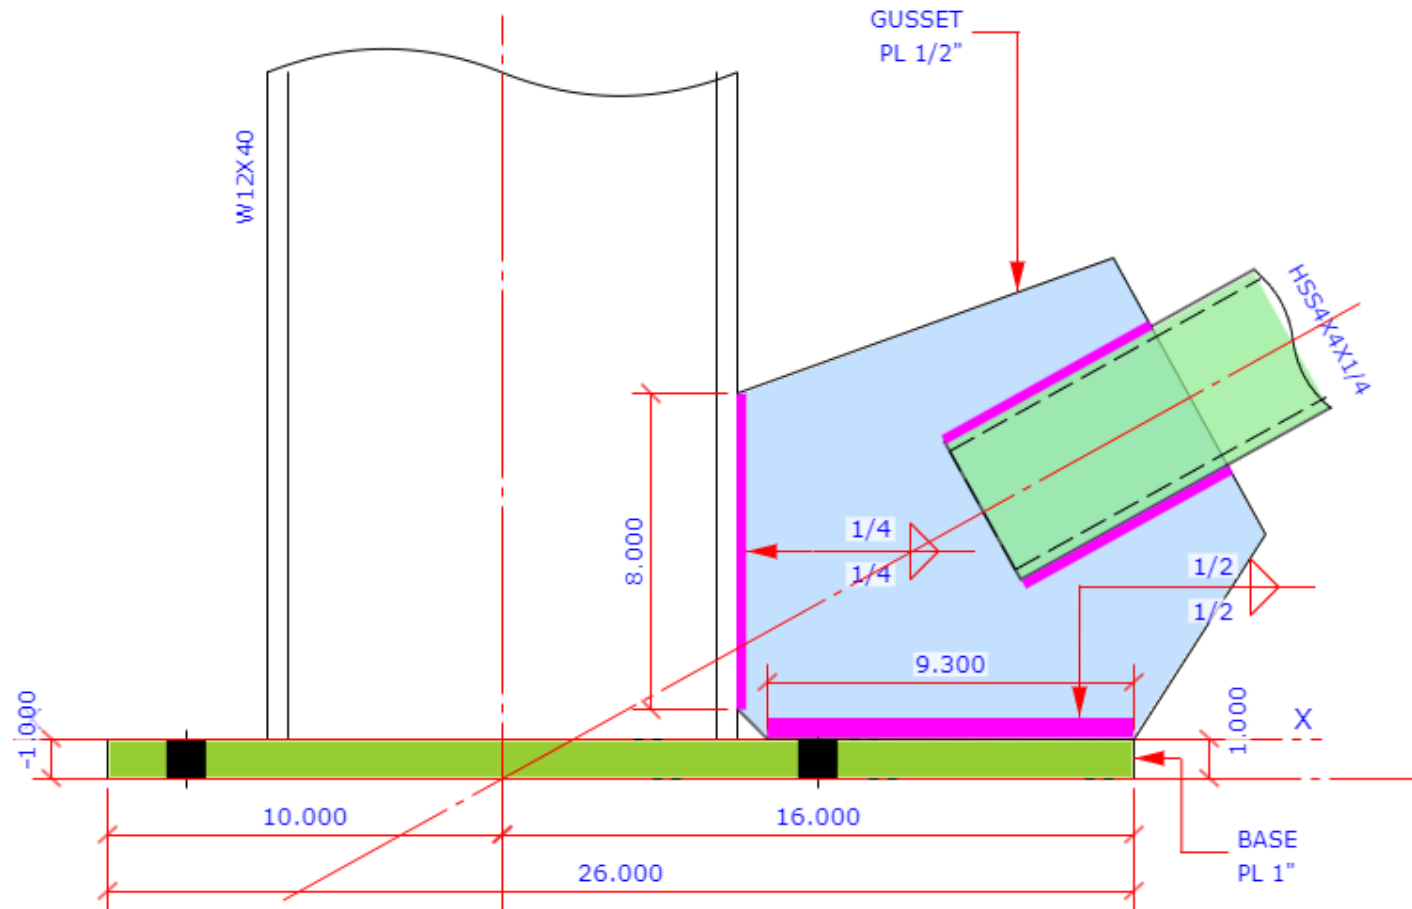 GUSSET
PL 1/2"
W12X40
HSS4X4X1/4
8.000
1/4
1/4
1/2
1/2
9.300
-1.000
1.000
X
10.000
16.000
26.000
BASE
PL 1"